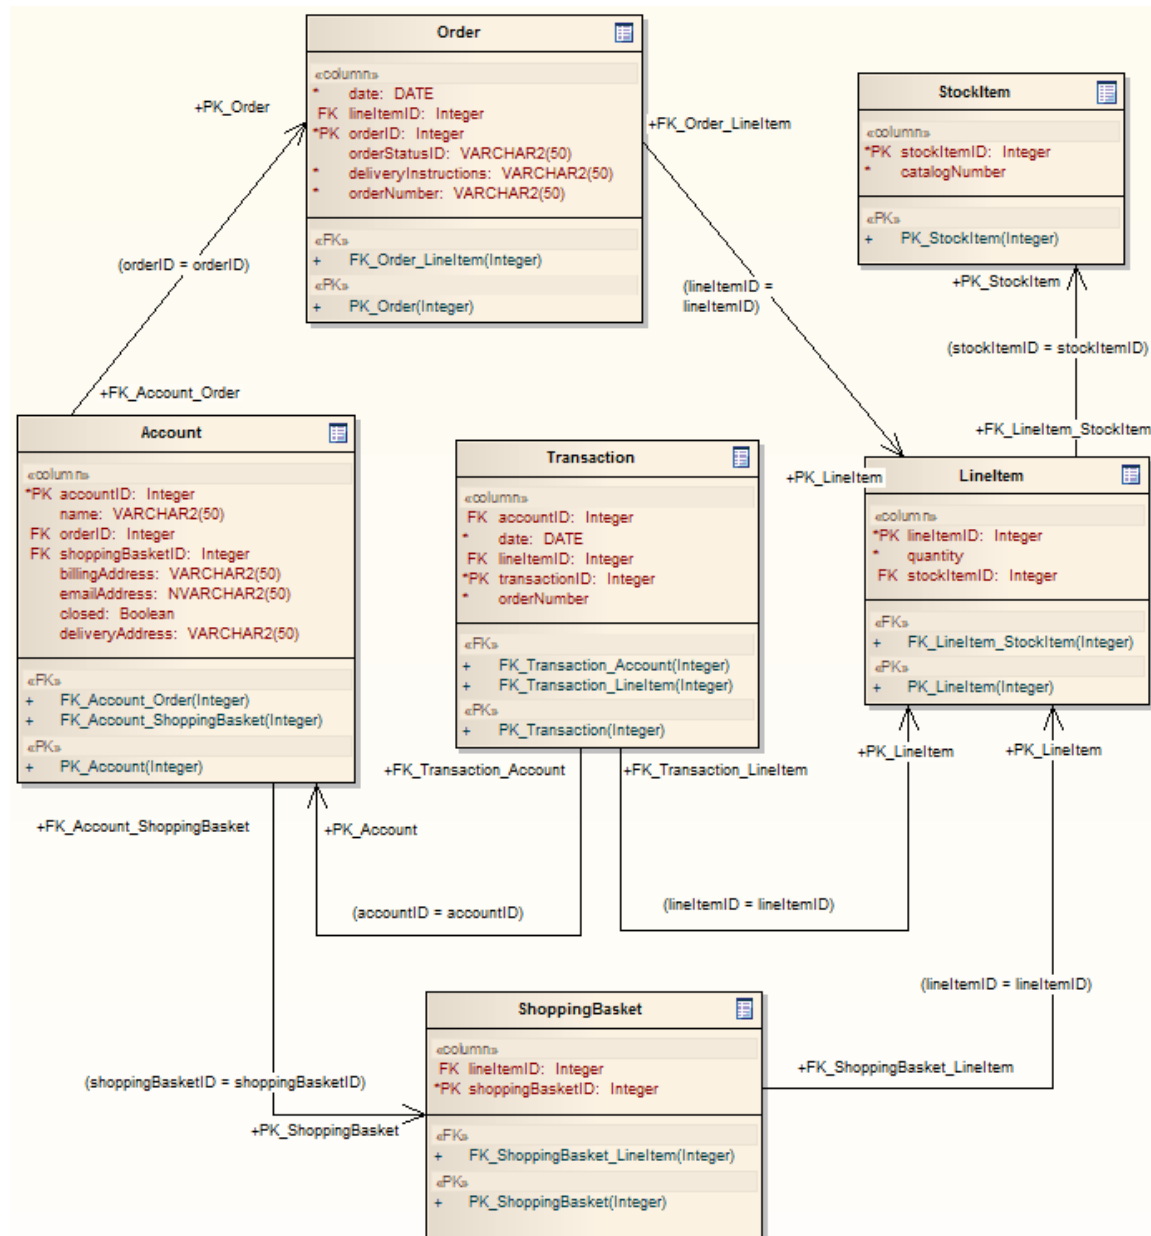 Order
«column»
* date: DATE
FK lineItemID: Integer
*PK orderID: Integer
orderStatusID: VARCHAR2(50)
* deliveryInstructions: VARCHAR2(50)
* orderNumber: VARCHAR2(50)
«FK»
+ FK_Order_LineItem(Integer)
«PK»
+ PK_Order(Integer)
StockItem
«column»
*PK stockItemID: Integer
* catalogNumber
«PK»
+ PK_StockItem(Integer)
+PK_Order
+FK_Order_LineItem
(orderID = orderID)
(lineItemID =
lineItemID)
+PK_StockItem
(stockItemID = stockItemID)
+FK_Account_Order
+FK_LineItem_StockItem
+PK_LineItem
Account
«column»
*PK accountID: Integer
name: VARCHAR2(50)
FK orderID: Integer
FK shoppingBasketID: Integer
billingAddress: VARCHAR2(50)
emailAddress: NVARCHAR2(50)
closed: Boolean
deliveryAddress: VARCHAR2(50)
«FK»
+ FK_Account_Order(Integer)
+ FK_Account_ShoppingBasket(Integer)
«PK»
+ PK_Account(Integer)
Transaction
«column»
FK accountID: Integer
* date: DATE
FK lineItemID: Integer
*PK transactionID: Integer
* orderNumber
«FK»
+ FK_Transaction_Account(Integer)
+ FK_Transaction_LineItem(Integer)
«PK»
+ PK_Transaction(Integer)
LineItem
«column»
*PK lineItemID: Integer
* quantity
FK stockItemID: Integer
«FK»
+ FK_LineItem_StockItem(Integer)
«PK»
+ PK_LineItem(Integer)
+FK_Transaction_Account
+FK_Transaction_LineItem
+PK_LineItem
+PK_LineItem
+FK_Account_ShoppingBasket
+PK_Account
(accountID = accountID)
(lineItemID = lineItemID)
(lineItemID = lineItemID)
(shoppingBasketID = shoppingBasketID)
+PK_ShoppingBasket
+FK_ShoppingBasket_LineItem
ShoppingBasket
«column»
FK lineItemID: Integer
*PK shoppingBasketID: Integer
«FK»
+ FK_ShoppingBasket_LineItem(Integer)
«PK»
+ PK_ShoppingBasket(Integer)